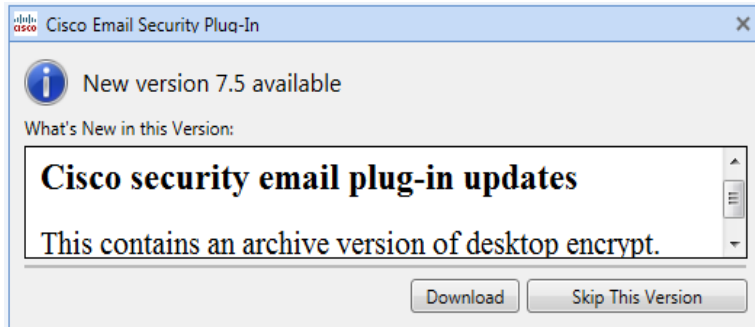 cisco Cisco Email Security Plug-In
New version 7.5 available
What's New in this Version:
Cisco security email plug-in updates
This contains an archive version of desktop encrypt.
Download Skip This Version